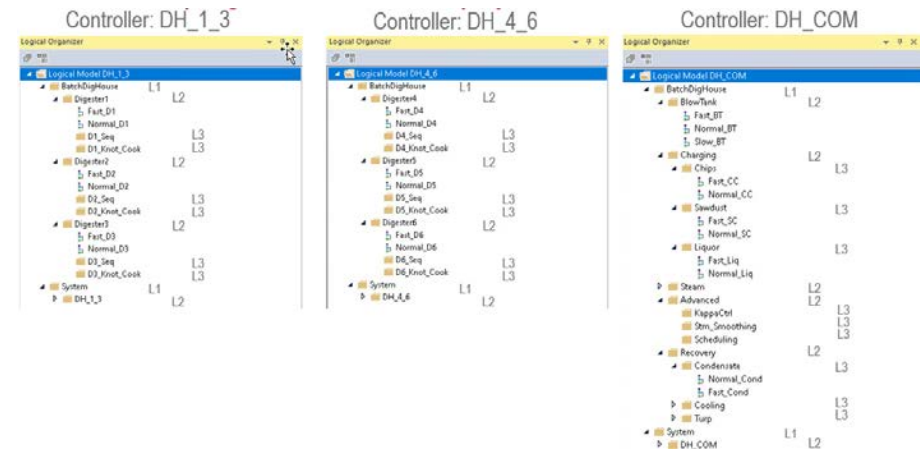 Controller: DH_1_3
Logical Organizer
Logical Model DH_1_3
BatchDigHouse L1
Digester1 L2
Fast_D1
Normal_D1
D1_Seq L3
D1_Knot_Cook L3
Digester2 L2
Fast_D2
Normal_D2
D2_Seq L3
D2_Knot_Cook L3
Digester3 L2
Fast_D3
Normal_D3
D3_Seq L3
D3_Knot_Cook L3
System L1
DH_1_3 L2
Controller: DH_4_6
Logical Organizer
Logical Model DH_4_6
BatchDigHouse L1
Digester4 L2
Fast_D4
Normal_D4
D4_Seq L3
D4_Knot_Cook L3
Digester5 L2
Fast_D5
Normal_D5
D5_Seq L3
D5_Knot_Cook L3
Digester6 L2
Fast_D6
Normal_D6
D6_Seq L3
D6_Knot_Cook L3
System L1
DH_4_6 L2
Controller: DH_COM
Logical Organizer
Logical Model DH_COM
BatchDigHouse L1
BlowTank L2
Fast_BT
Normal_BT
Slow_BT
Charging L2
Chips L3
Fast_CC
Normal_CC
Sawdust L3
Fast_SC
Normal_SC
Liquor L3
Fast_Liq
Normal_Liq
Steam L2
Advanced L2
KappaCtrl L3
Stm_Smoothing L3
Scheduling L3
Recovery L2
Condensate L3
Normal_Cond
Fast_Cond
Cooling L3
Turp L3
System L1
DH_COM L2